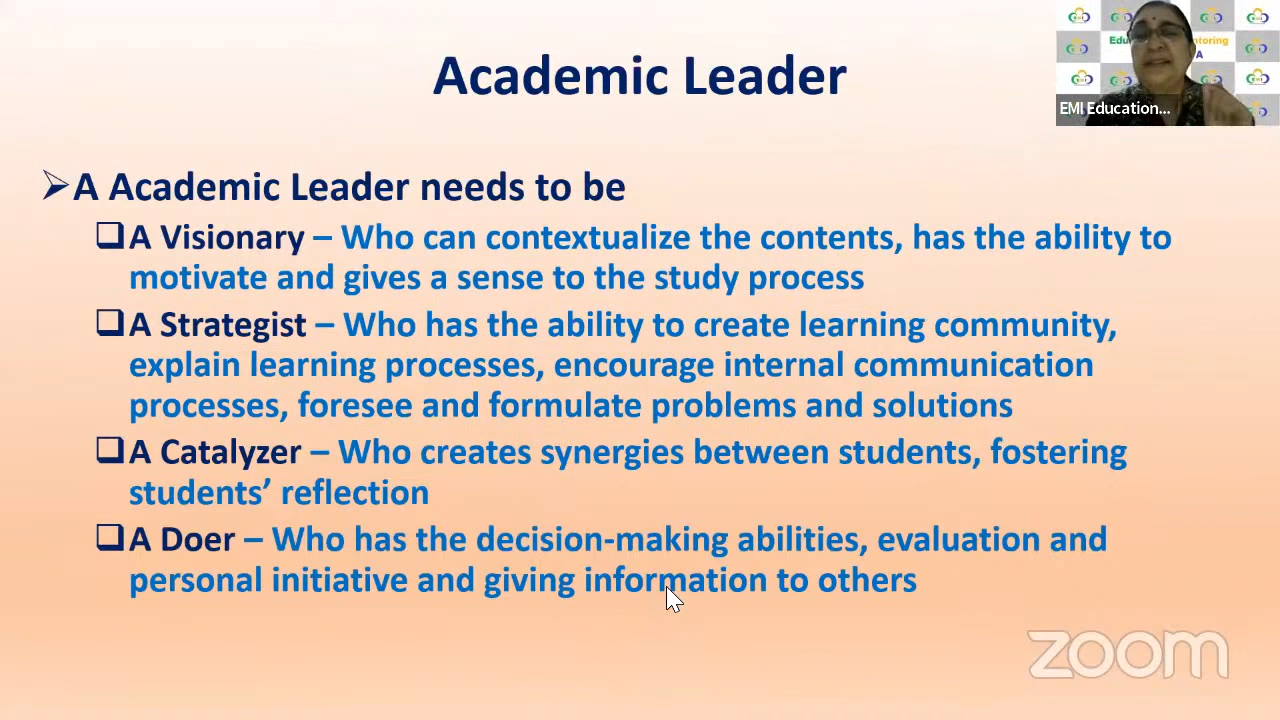 Academic Leader
Edu
ntoring
A
EMI Education...
A Academic Leader needs to be
A Visionary – Who can contextualize the contents, has the ability to
motivate and gives a sense to the study process
A Strategist – Who has the ability to create learning community,
explain learning processes, encourage internal communication
processes, foresee and formulate problems and solutions
A Catalyzer – Who creates synergies between students, fostering
students’ reflection
A Doer – Who has the decision-making abilities, evaluation and
personal initiative and giving information to others
zoom